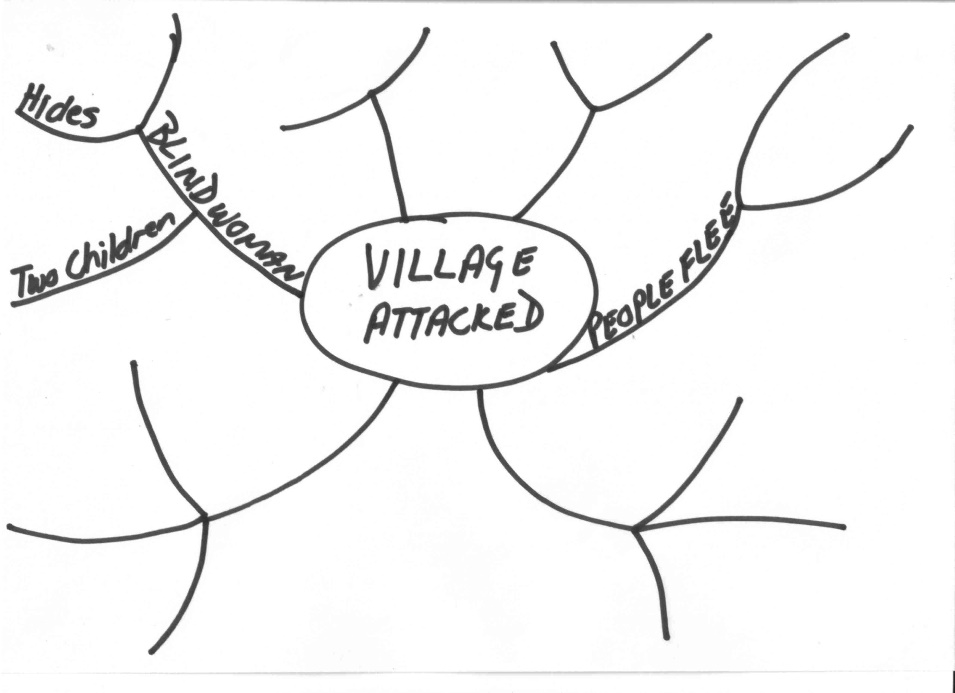 Hides
BLIND WOMAN
Two Children
VILLAGE
ATTACKED
PEOPLE FLEE